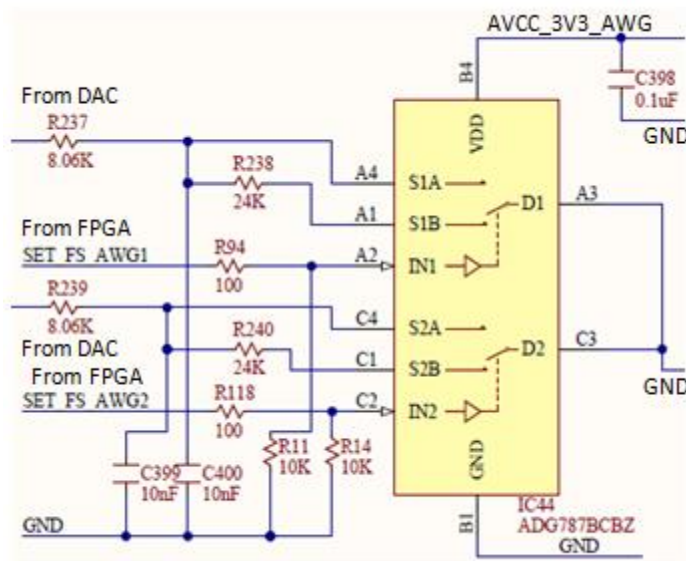 AVCC_3V3_AWG
B4
C398
0.1uF
GND
From DAC
R237
8.06K
VDD
R238
24K
A4
S1A
A1
S1B
D1
A3
From FPGA
SET_FS_AWG1
R94
100
A2
IN1
R239
8.06K
C4
S2A
From DAC
R240
24K
C1
S2B
D2
C3
From FPGA
GND
SET_FS_AWG2
R118
100
C2
IN2
C399
10nF
C400
10nF
R11
10K
R14
10K
GND
GND
B1
IC44
ADG787BCBZ
GND